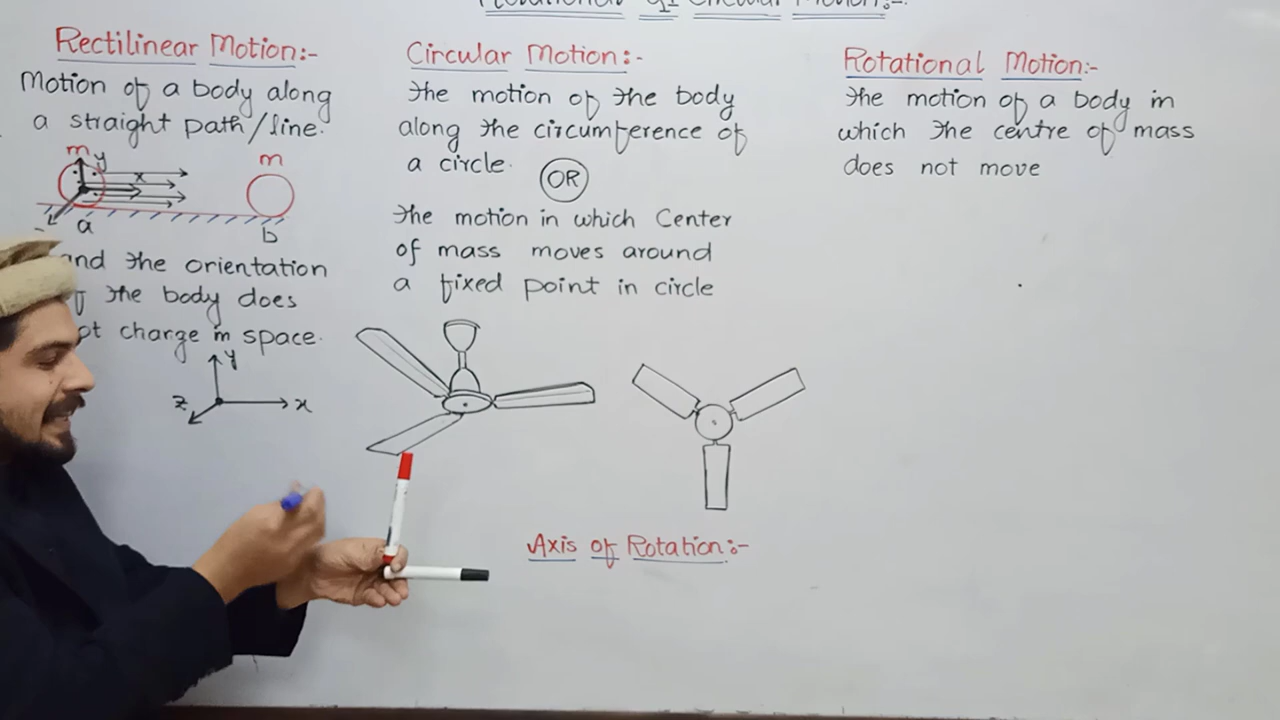 Rotational Circular Motion:-
Rectilinear Motion:-
Motion of a body along
a straight path/line.
m y
x
m
a
b
and the orientation
the body does
change in space.
y
z
x
Circular Motion:-
The motion of the body
along the circumference of
a circle.
OR
The motion in which Center
of mass moves around
a fixed point in circle
Axis of Rotation:-
Rotational Motion:-
The motion of a body in
which the centre of mass
does not move